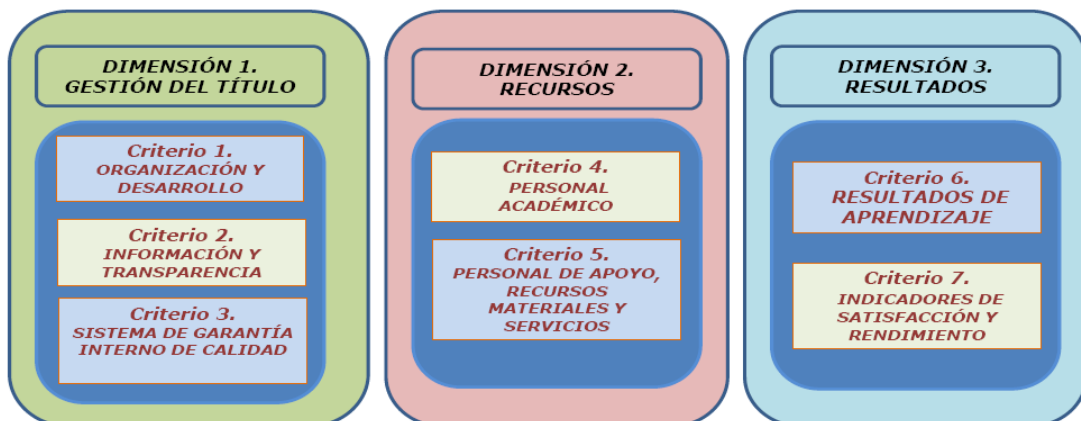 DIMENSIÓN 1.
GESTIÓN DEL TÍTULO
Criterio 1.
ORGANIZACIÓN Y
DESARROLLO
Criterio 2.
INFORMACIÓN Y
TRANSPARENCIA
Criterio 3.
SISTEMA DE GARANTÍA
INTERNO DE CALIDAD
DIMENSIÓN 2.
RECURSOS
Criterio 4.
PERSONAL
ACADÉMICO
Criterio 5.
PERSONAL DE APOYO,
RECURSOS
MATERIALES Y
SERVICIOS
DIMENSIÓN 3.
RESULTADOS
Criterio 6.
RESULTADOS DE
APRENDIZAJE
Criterio 7.
INDICADORES DE
SATISFACCIÓN Y
RENDIMIENTO